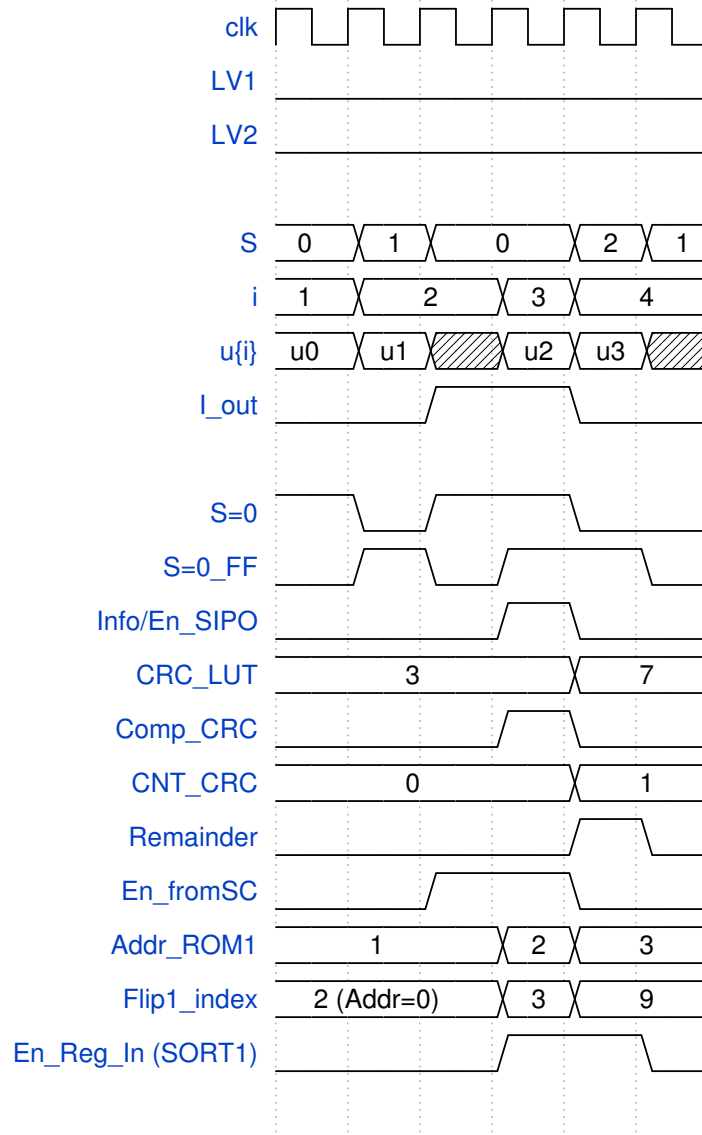 clk
LV1
LV2
S 0 1 0 2 1
i 1 2 3 4
u{i} u0 u1 u2 u3
I_out
S=0
S=0_FF
Info/En_SIPO
CRC_LUT 3 7
Comp_CRC
CNT_CRC 0 1
Remainder
En_fromSC
Addr_ROM1 1 2 3
Flip1_index 2 (Addr=0) 3 9
En_Reg_In (SORT1)